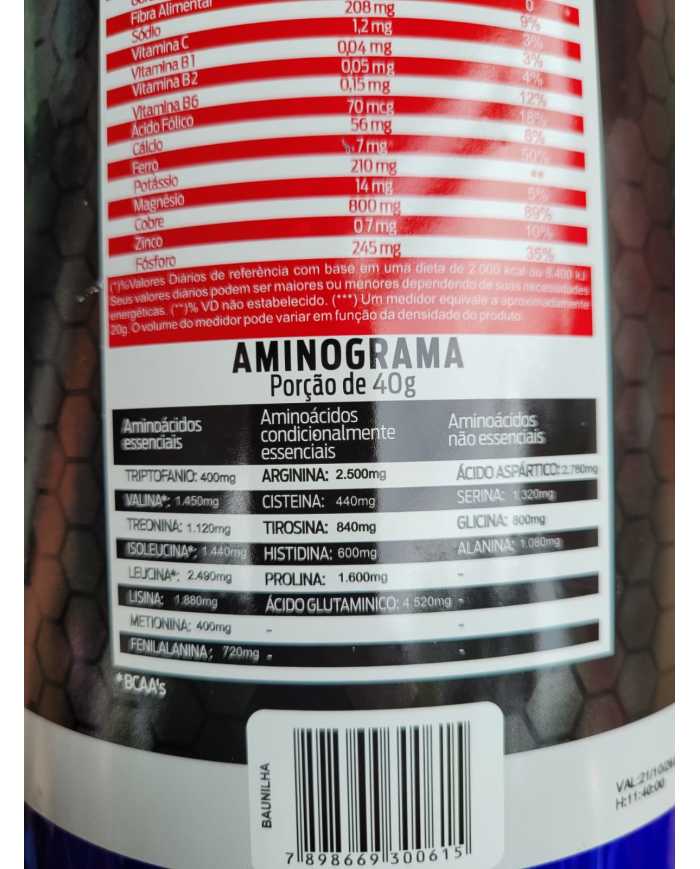 Fibra Alimentar 0
Sódio 208 mg 9%
Vitamina C 1,2 mg 3%
Vitamina B1 0,04 mg 3%
Vitamina B2 0,05 mg 4%
Vitamina B6 0,15 mg 12%
Ácido Fólico 70 mcg 18%
Cálcio 56 mg 8%
Ferro 7 mg 50%
Potássio 210 mg **
Magnésio 14 mg 5%
Cobre 800 mg 89%
Zinco 07 mg 10%
Fósforo 245 mg 35%
(*)%Valores Diários de referência com base em uma dieta de 2.000 kcal ou 8.400 kJ.
Seus valores diários podem ser maiores ou menores dependendo de suas necessidades
energéticas. (**)% VD não estabelecido. (***) Um medidor equivale a aproximadamente
20g. O volume do medidor pode variar em função da densidade do produto.
AMINOGRAMA
Porção de 40g
Aminoácidos
essenciais
Aminoácidos
condicionalmente
essenciais
Aminoácidos
não essenciais
TRIPTOFANIO: 400mg ARGININA: 2.500mg ÁCIDO ASPÁRTICO: 2.780mg
VALINA*: 1.450mg CISTEINA: 440mg SERINA: 1.320mg
TREONINA: 1.120mg TIROSINA: 840mg GLICINA: 800mg
ISOLEUCINA*: 1.440mg HISTIDINA: 600mg ALANINA: 1.080mg
LEUCINA*: 2.490mg PROLINA: 1.600mg -
LISINA: 1.880mg ÁCIDO GLUTAMINICO: 4.520mg -
METIONINA: 400mg - -
FENILALANINA: 720mg - -
*BCAA's
BAUNILHA
7 898669 300615
VAL:21/10/26
H:11:40:00